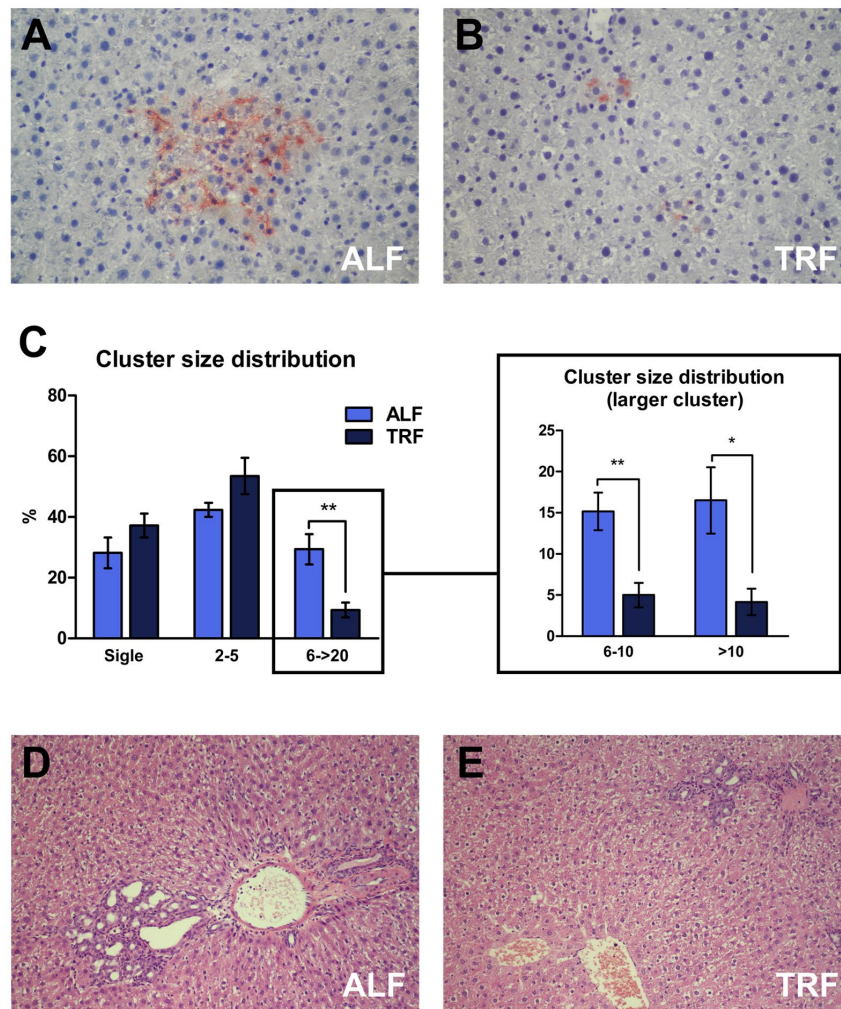 A
ALF
B
TRF
C
Cluster size distribution
80
60
40
20
0
%
ALF
TRF
**
Sigle
2-5
6->20
Cluster size distribution
(larger cluster)
25
20
15
10
5
0
**
*
6-10
>10
D
ALF
E
TRF